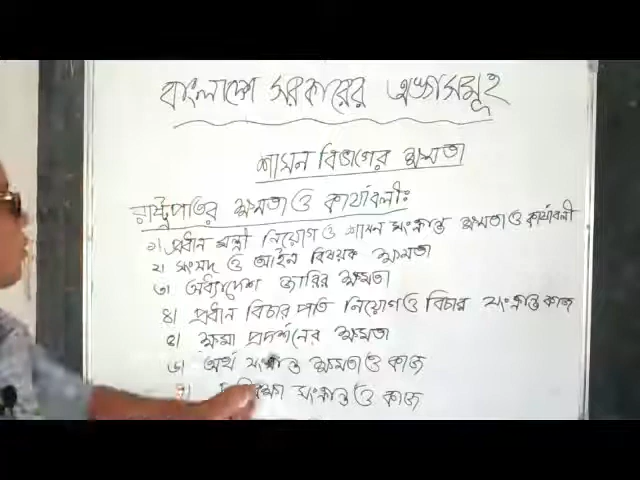 বাংলাদেশ সরকারের অঙ্গসমূহ
শাসন বিভাগের ক্ষমতা
রাষ্ট্রপতির ক্ষমতা ও কার্যাবলী:
১। প্রধান মন্ত্রী নিয়োগ ও শাসন সংক্রান্ত ক্ষমতা ও কার্যাবলী
২। সংসদ ও আইন বিষয়ক ক্ষমতা
৩। অধ্যাদেশ জারির ক্ষমতা
৪। প্রধান বিচার পতি নিয়োগ ও বিচার সংক্রান্ত কাজ
৫। ক্ষমা প্রদর্শনের ক্ষমতা
৬। অর্থ সংক্রান্ত ক্ষমতা ও কাজ
৭। সংক্রান্ত ও কাজ